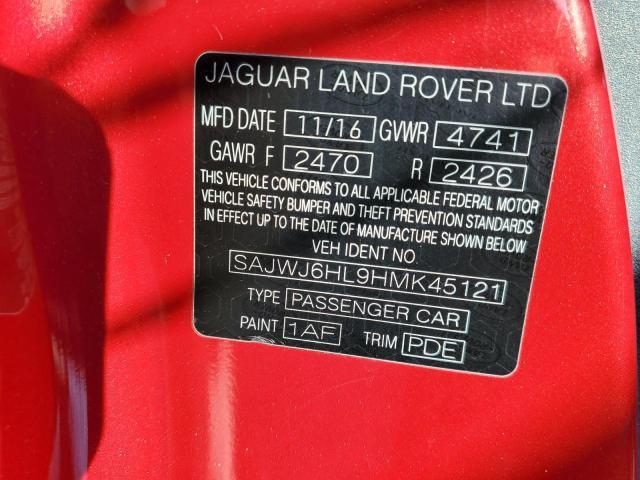 JAGUAR LAND ROVER LTD
MFD DATE 11/16 GVWR 4741
GAWR F 2470 R 2426
THIS VEHICLE CONFORMS TO ALL APPLICABLE FEDERAL MOTOR
VEHICLE SAFETY BUMPER AND THEFT PREVENTION STANDARDS
IN EFFECT UP TO THE DATE OF MANUFACTURE SHOWN BELOW
VEH IDENT NO.
SAJWJ6HL9HMK45121
TYPE PASSENGER CAR
PAINT 1AF TRIM PDE